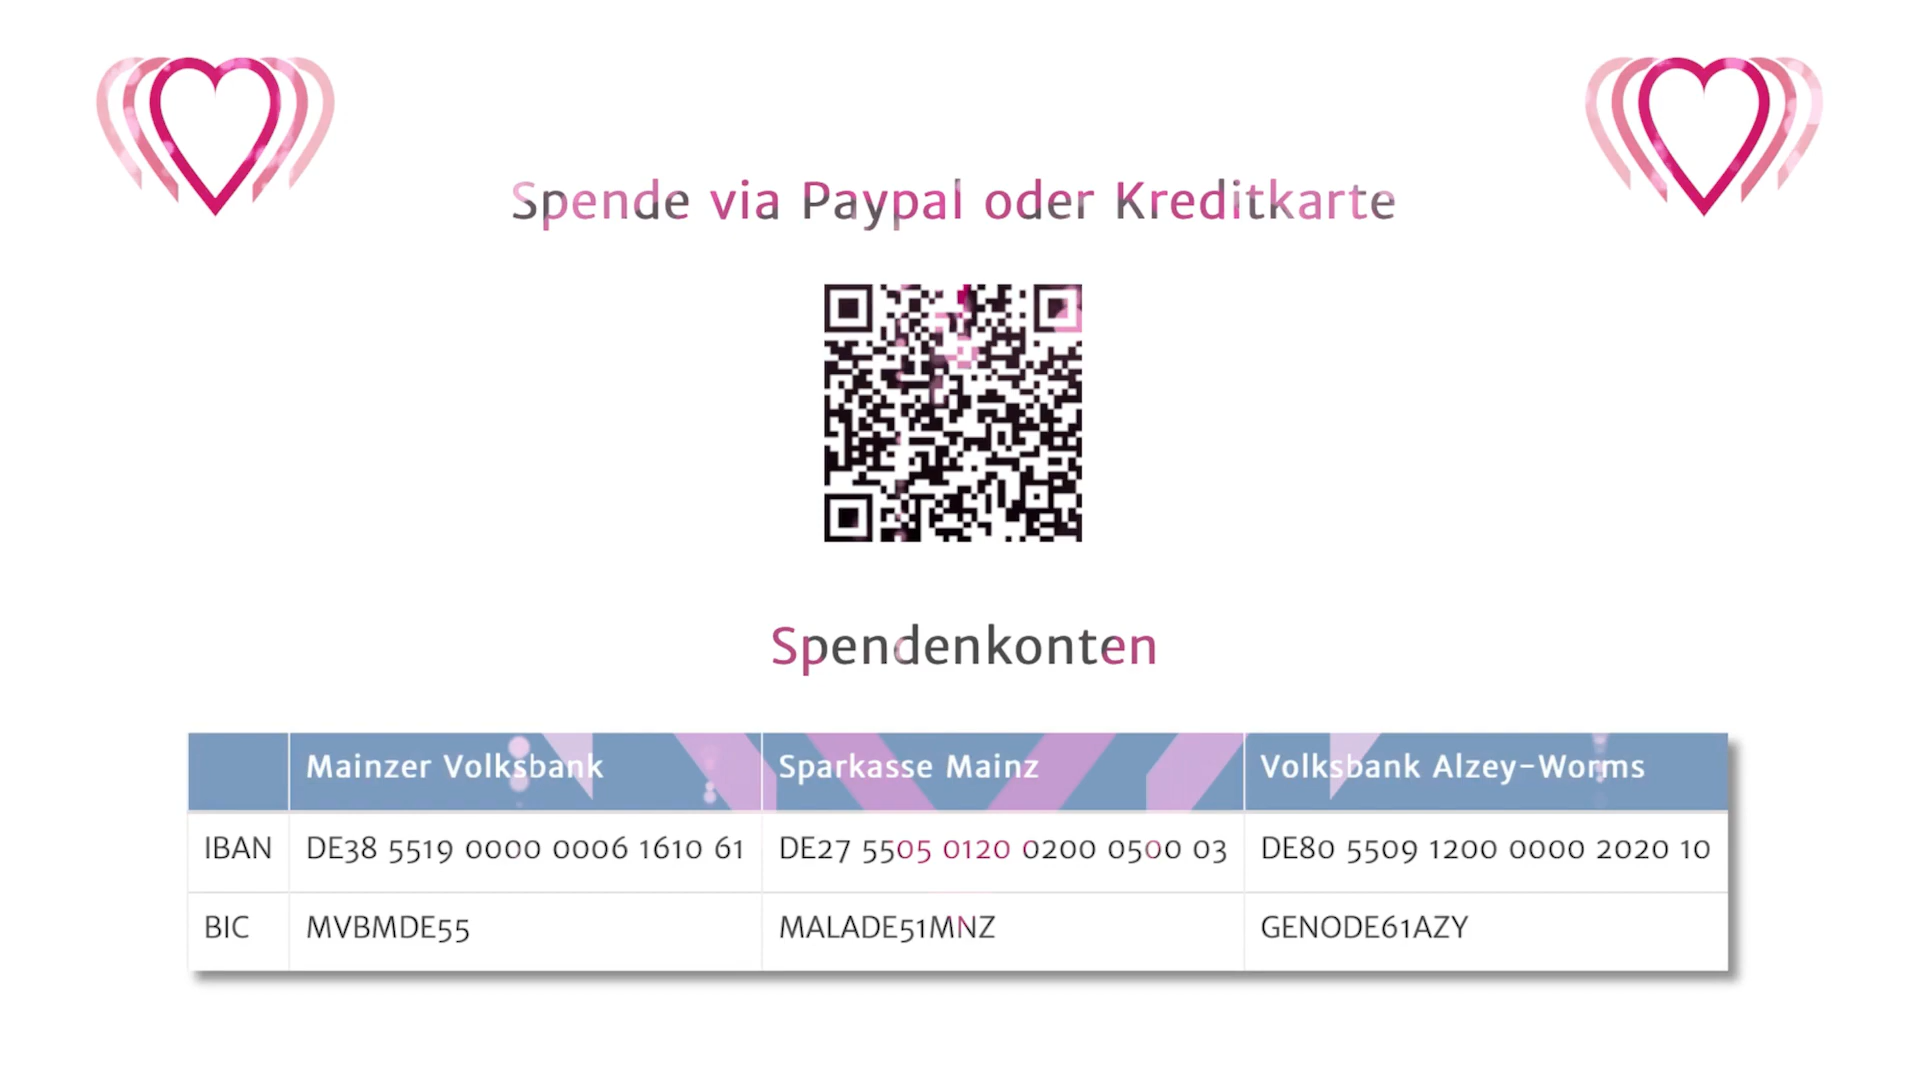 Spende via Paypal oder Kreditkarte
Spendenkonten
Mainzer Volksbank Sparkasse Mainz Volksbank Alzey-Worms
IBAN DE38 5519 0000 0006 1610 61 DE27 5505 0120 0200 0500 03 DE80 5509 1200 0000 2020 10
BIC MVBMDE55 MALADE51MNZ GENODE61AZY